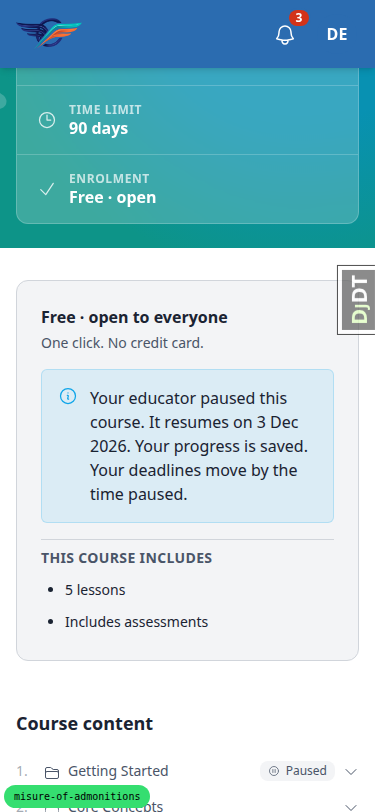 3
DE
TIME LIMIT
90 days
ENROLMENT
Free · open
DjDT
Free · open to everyone
One click. No credit card.
Your educator paused this
course. It resumes on 3 Dec
2026. Your progress is saved.
Your deadlines move by the
time paused.
THIS COURSE INCLUDES
5 lessons
Includes assessments
Course content
1. Getting Started Paused
2. Core Concepts
misure-of-admonitions